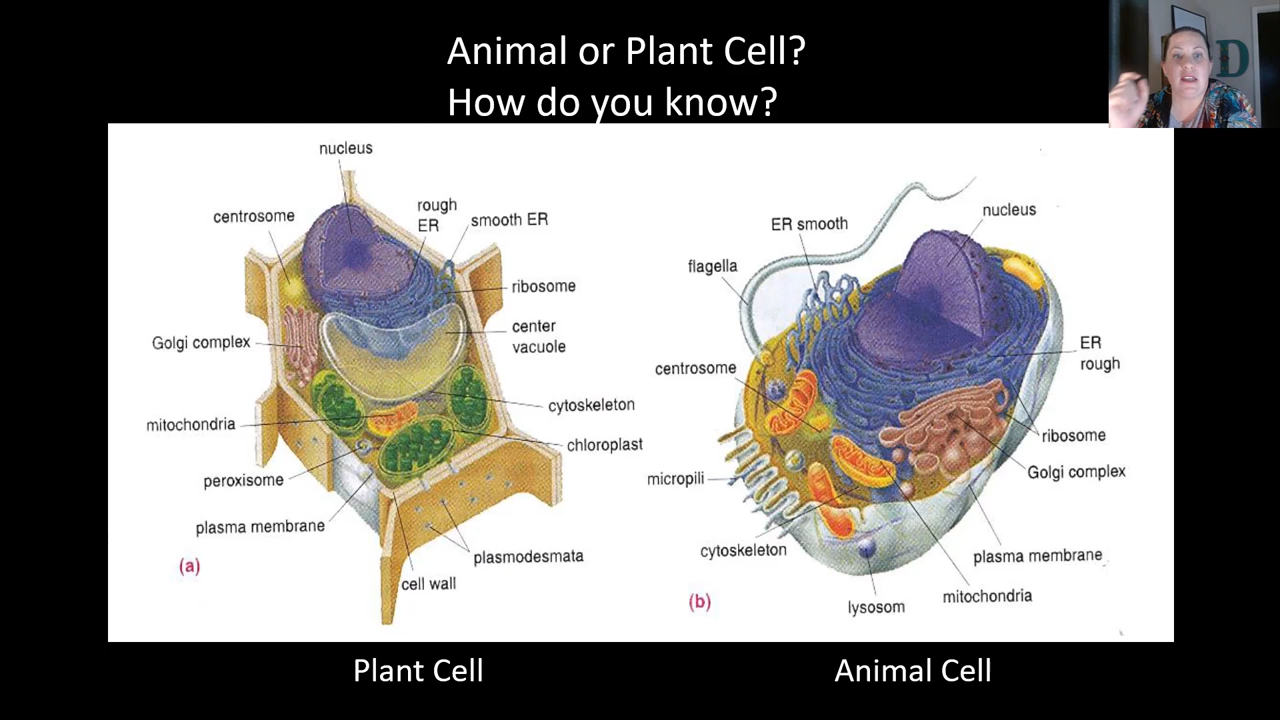 Animal or Plant Cell?
How do you know?
D
nucleus
centrosome
rough
ER
smooth ER
ribosome
Golgi complex
center
vacuole
mitochondria
cytoskeleton
chloroplast
peroxisome
plasma membrane
plasmodesmata
cell wall
(a)
nucleus
ER smooth
flagella
ER
rough
centrosome
ribosome
micropili
Golgi complex
cytoskeleton
plasma membrane
lysosom
mitochondria
(b)
Plant Cell
Animal Cell